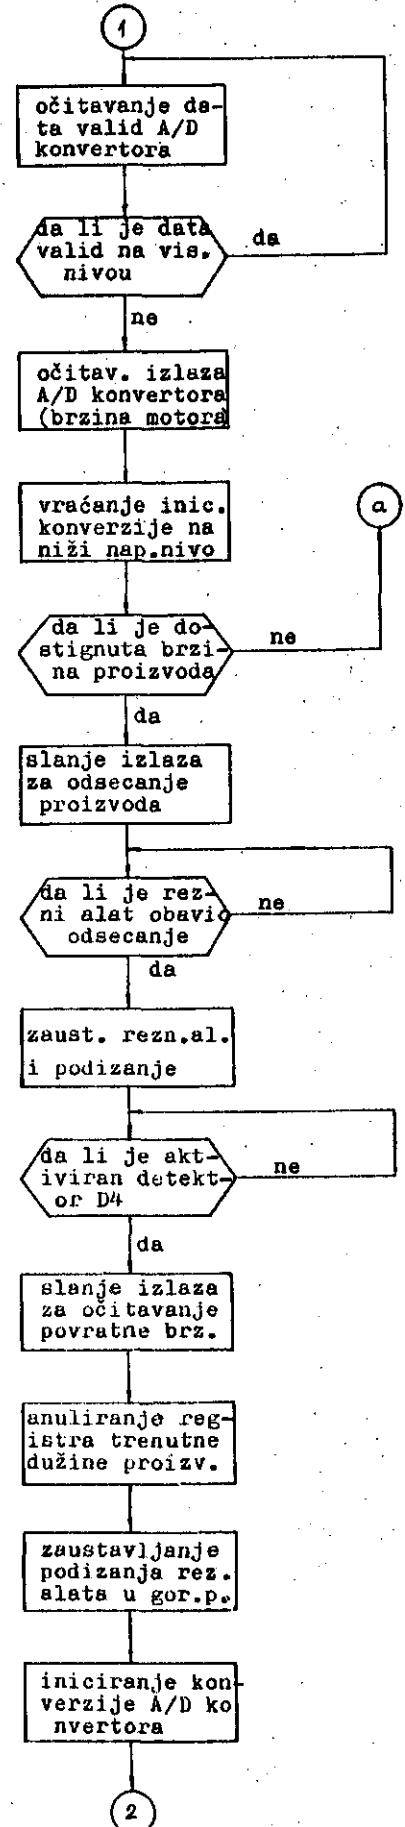 1
očitavanje da-
ta valid A/D
konvertora
da li je data
valid na vis.
nivou
da
ne
očitav. izlaza
A/D konvertora
(brzina motora)
vraćanje inic.
konverzije na
niži nap.nivo
a
da li je do-
stignuta brzi-
na proizvoda
ne
da
slanje izlaza
za odsecanje
proizvoda
da li je rez-
ni alat obavio
odsecanje
ne
da
zaust. rezn.al.
i podizanje
da li je akt-
iviran detekt-
or D4
ne
da
slanje izlaza
za očitavanje
povratne brz.
anuliranje reg-
istra trenutne
dužine proizv.
zaustavljanje
podizanja rez.
alata u gor.p.
iniciranje kon-
verzije A/D ko
nvertora
2